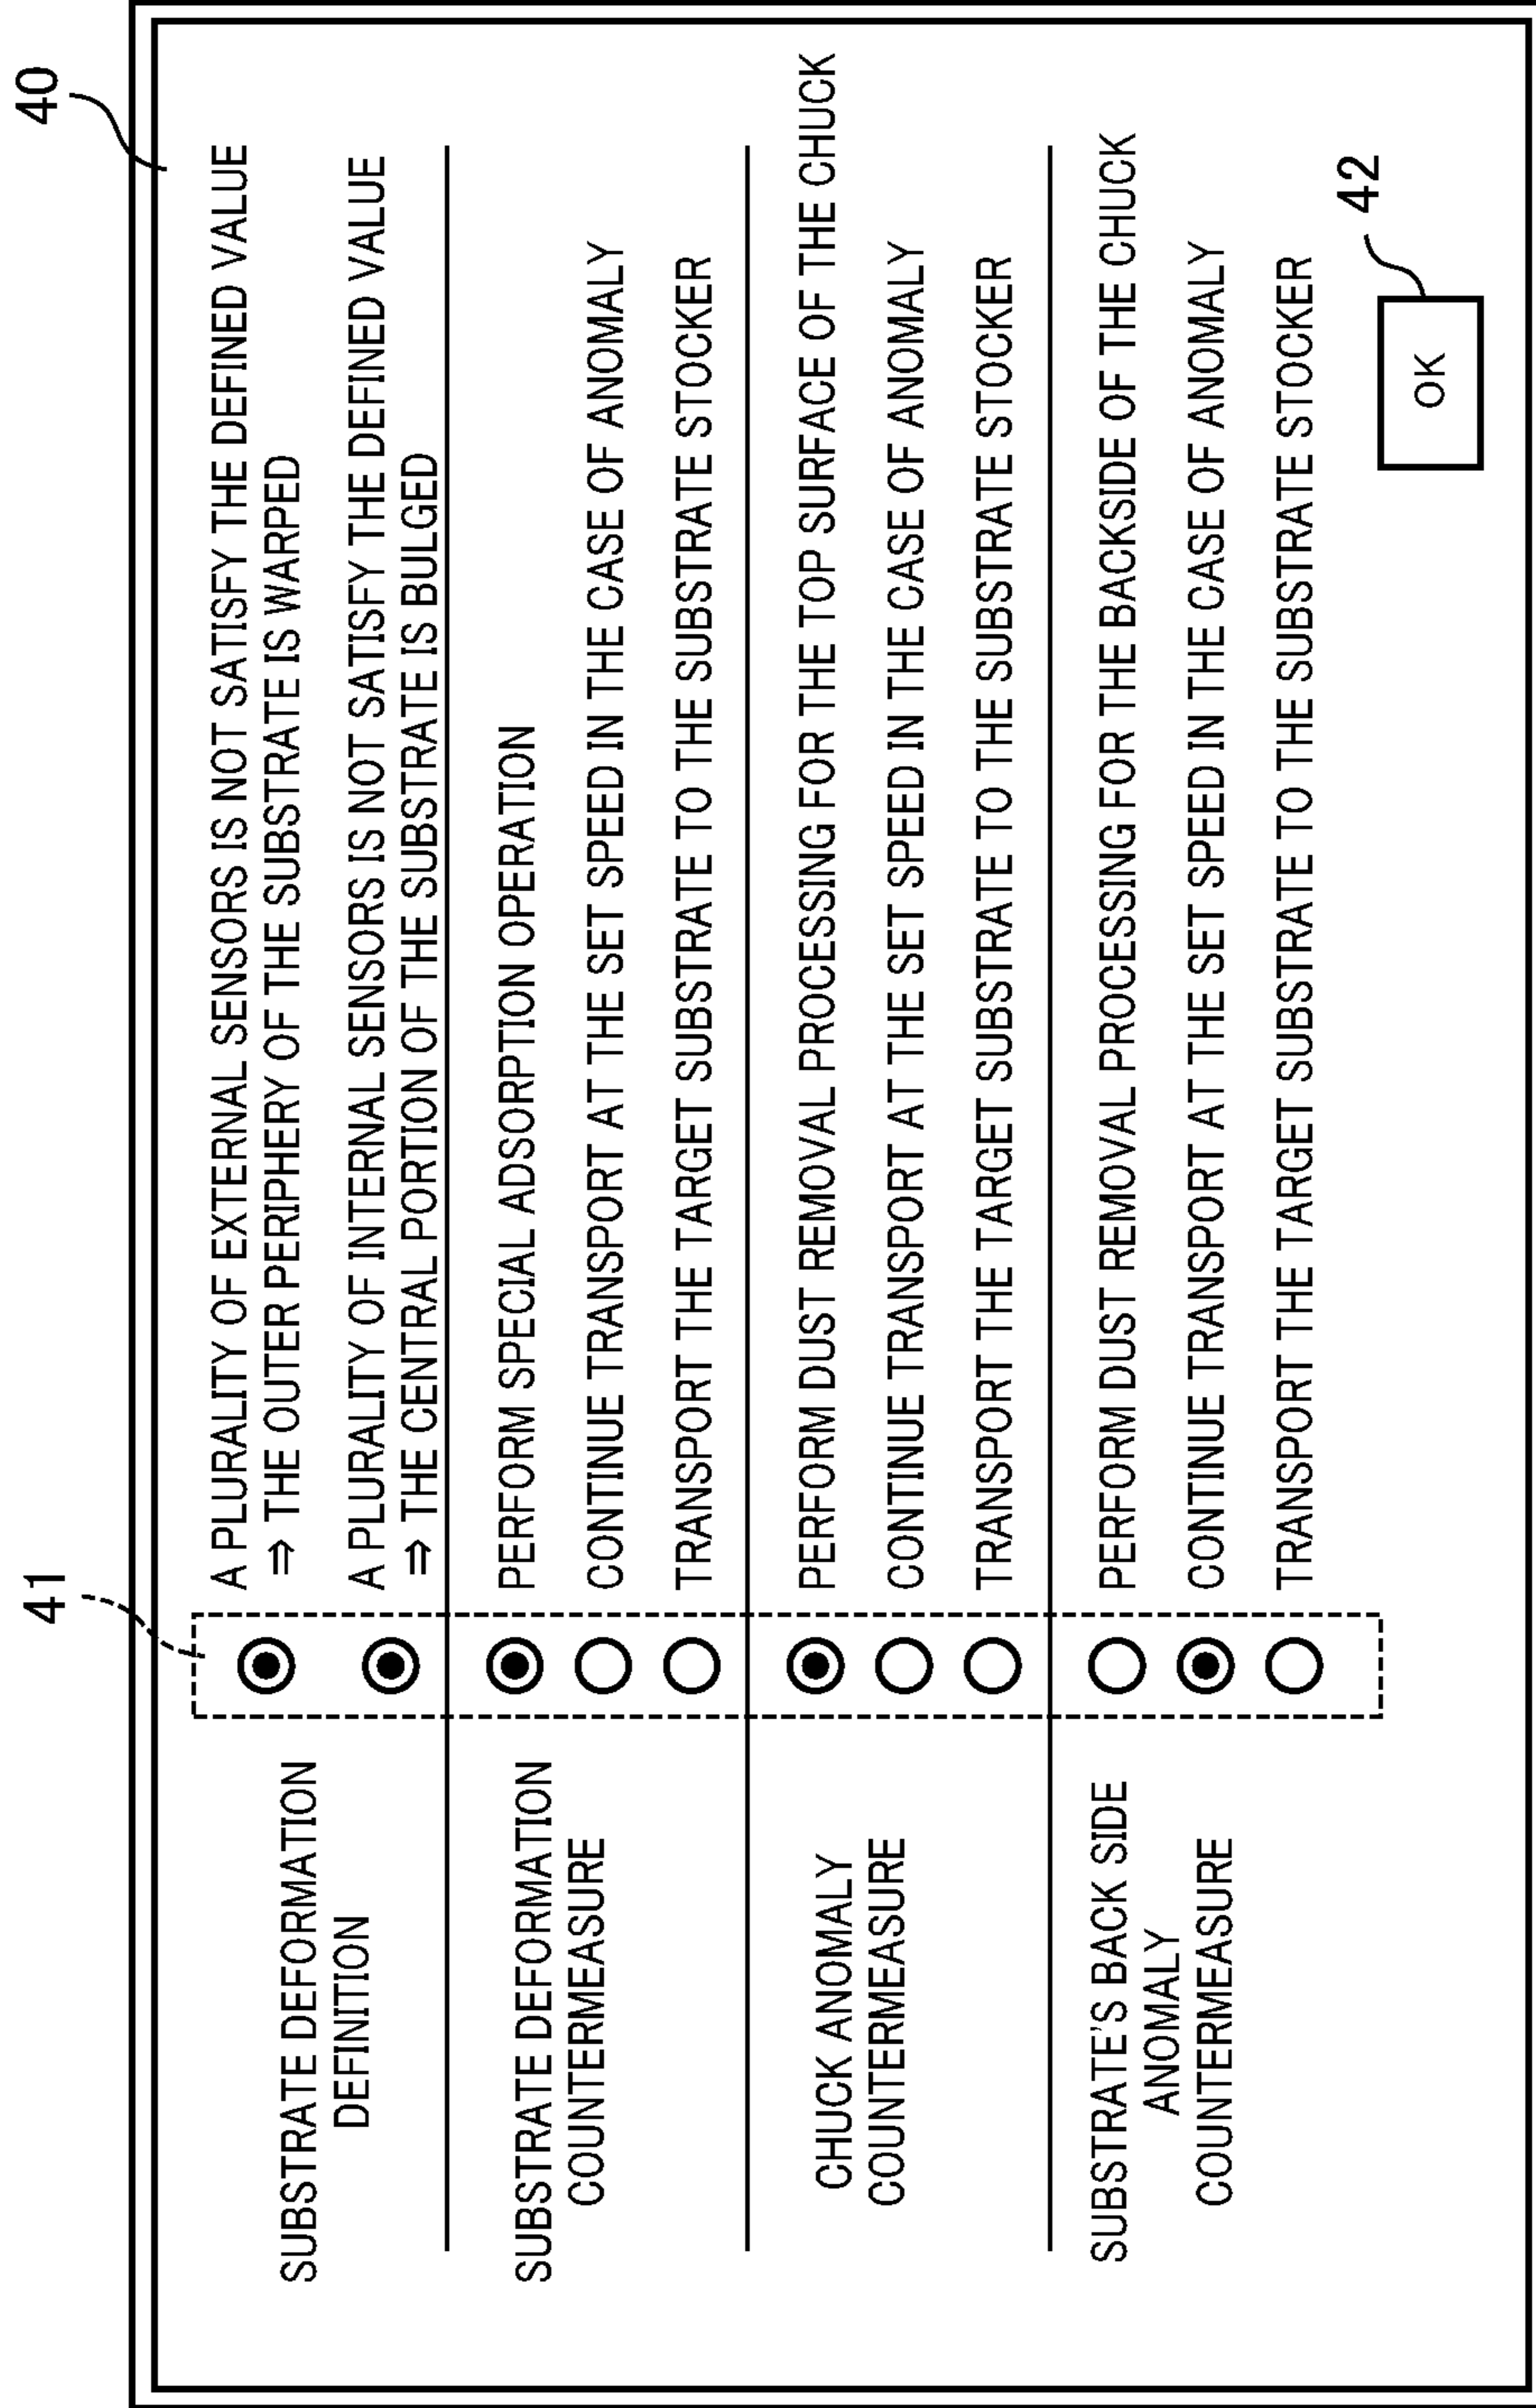 40
41
SUBSTRATE DEFORMATION
DEFINITION
A PLURALITY OF EXTERNAL SENSORS IS NOT SATISFY THE DEFINED VALUE
⇒ THE OUTER PERIPHERY OF THE SUBSTRATE IS WARPED
A PLURALITY OF INTERNAL SENSORS IS NOT SATISFY THE DEFINED VALUE
⇒ THE CENTRAL PORTION OF THE SUBSTRATE IS BULGED
SUBSTRATE DEFORMATION
COUNTERMEASURE
PERFORM SPECIAL ADSORPTION OPERATION
CONTINUE TRANSPORT AT THE SET SPEED IN THE CASE OF ANOMALY
TRANSPORT THE TARGET SUBSTRATE TO THE SUBSTRATE STOCKER
CHUCK ANOMALY
COUNTERMEASURE
PERFORM DUST REMOVAL PROCESSING FOR THE TOP SURFACE OF THE CHUCK
CONTINUE TRANSPORT AT THE SET SPEED IN THE CASE OF ANOMALY
TRANSPORT THE TARGET SUBSTRATE TO THE SUBSTRATE STOCKER
SUBSTRATE'S BACK SIDE
ANOMALY
COUNTERMEASURE
PERFORM DUST REMOVAL PROCESSING FOR THE BACKSIDE OF THE CHUCK
CONTINUE TRANSPORT AT THE SET SPEED IN THE CASE OF ANOMALY
TRANSPORT THE TARGET SUBSTRATE TO THE SUBSTRATE STOCKER
42
OK